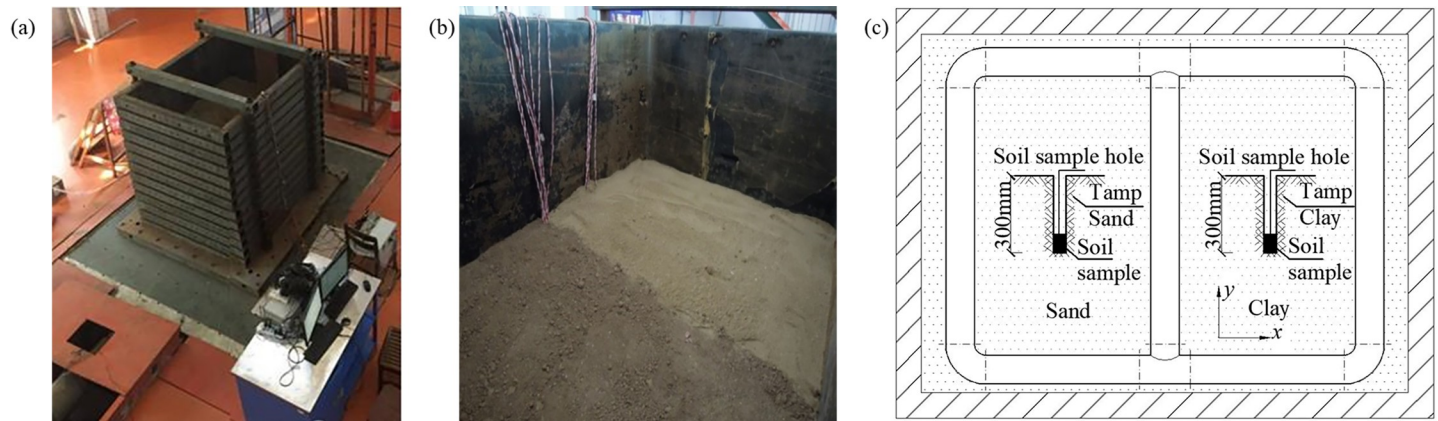 (a)
(b)
(c)
Soil sample hole
300mm
Tamp
Sand
Soil
sample
Sand
Soil sample hole
300mm
Tamp
Clay
Soil
sample
Clay
y
x